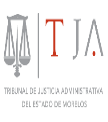 TJA
TRIBUNAL DE JUSTICIA ADMINISTRATIVA
DEL ESTADO DE MORELOS